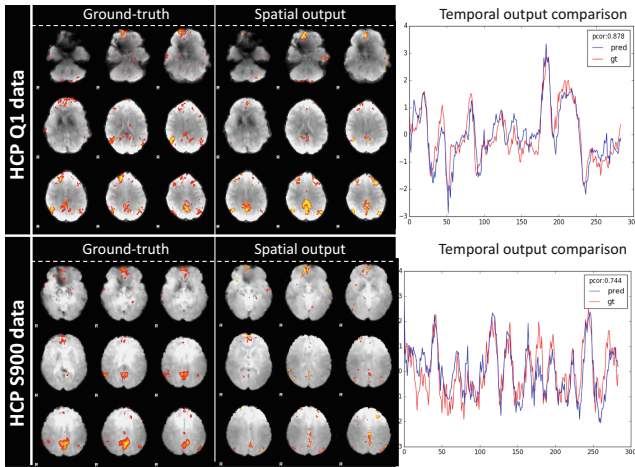 Ground-truth
Spatial output
Temporal output comparison
HCP Q1 data
pcor:0.878
pred
gt
4
3
2
1
0
−1
−2
−3
0
50
100
150
200
250
R
R
R
R
R
R
R
R
R
Ground-truth
Spatial output
Temporal output comparison
HCP S900 data
pcor:0.744
pred
gt
0
50
100
150
200
250
300
R
R
R
R
R
R
R
R
R